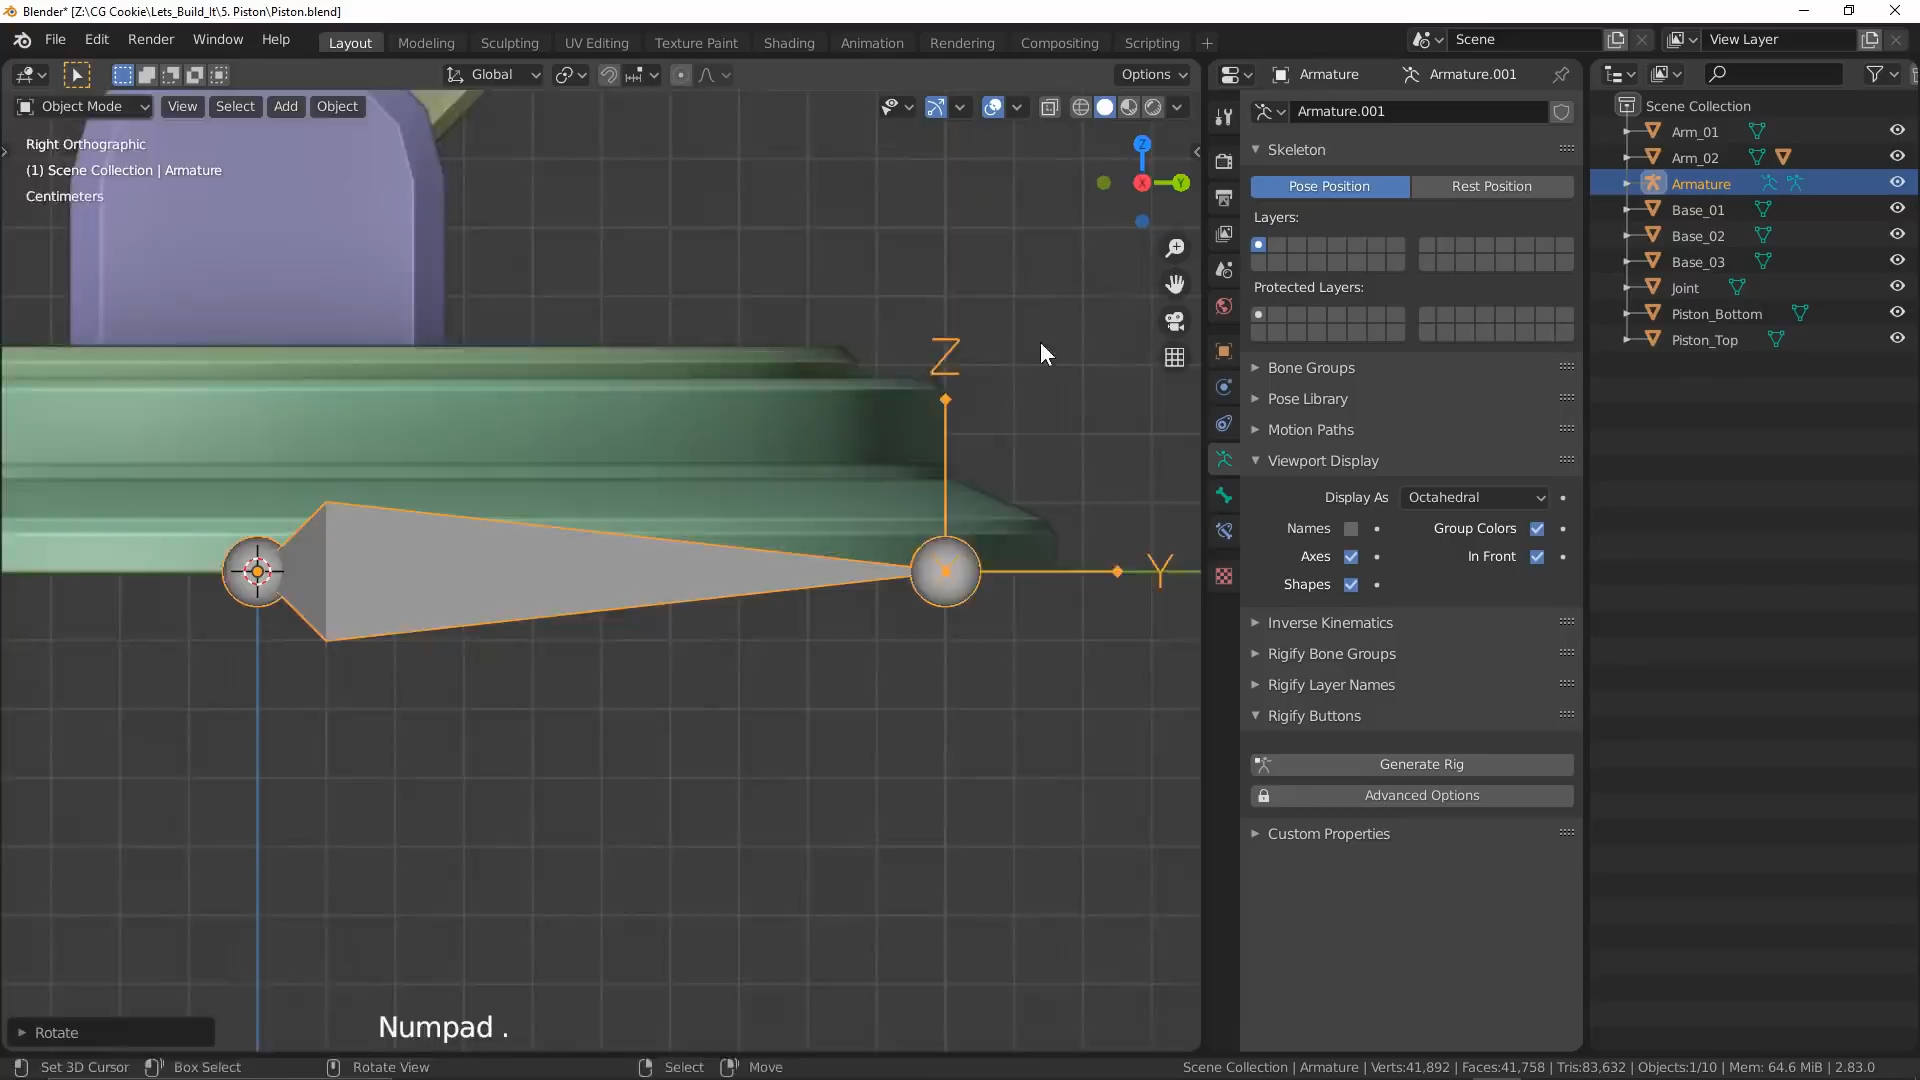 Blender* [Z:\CG Cookie\Lets_Build_It\5. Piston\Piston.blend]
File Edit Render Window Help Layout Modeling Sculpting UV Editing Texture Paint Shading Animation Rendering Compositing Scripting + Scene View Layer
Global Options Armature Armature.001
Object Mode View Select Add Object
Armature.001
Scene Collection
Arm_01
Arm_02
Armature
Base_01
Base_02
Base_03
Joint
Piston_Bottom
Piston_Top
Right Orthographic
(1) Scene Collection | Armature
Centimeters
Z
X
Y
Z
Y
Skeleton
Pose Position Rest Position
Layers:
Protected Layers:
Bone Groups
Pose Library
Motion Paths
Viewport Display
Display As Octahedral
Names Group Colors
Axes In Front
Shapes
Inverse Kinematics
Rigify Bone Groups
Rigify Layer Names
Rigify Buttons
Generate Rig
Advanced Options
Custom Properties
Numpad .
Rotate
Set 3D Cursor Box Select Rotate View Select Move Scene Collection | Armature | Verts:41,892 | Faces:41,758 | Tris:83,632 | Objects:1/10 | Mem: 64.6 MiB | 2.83.0